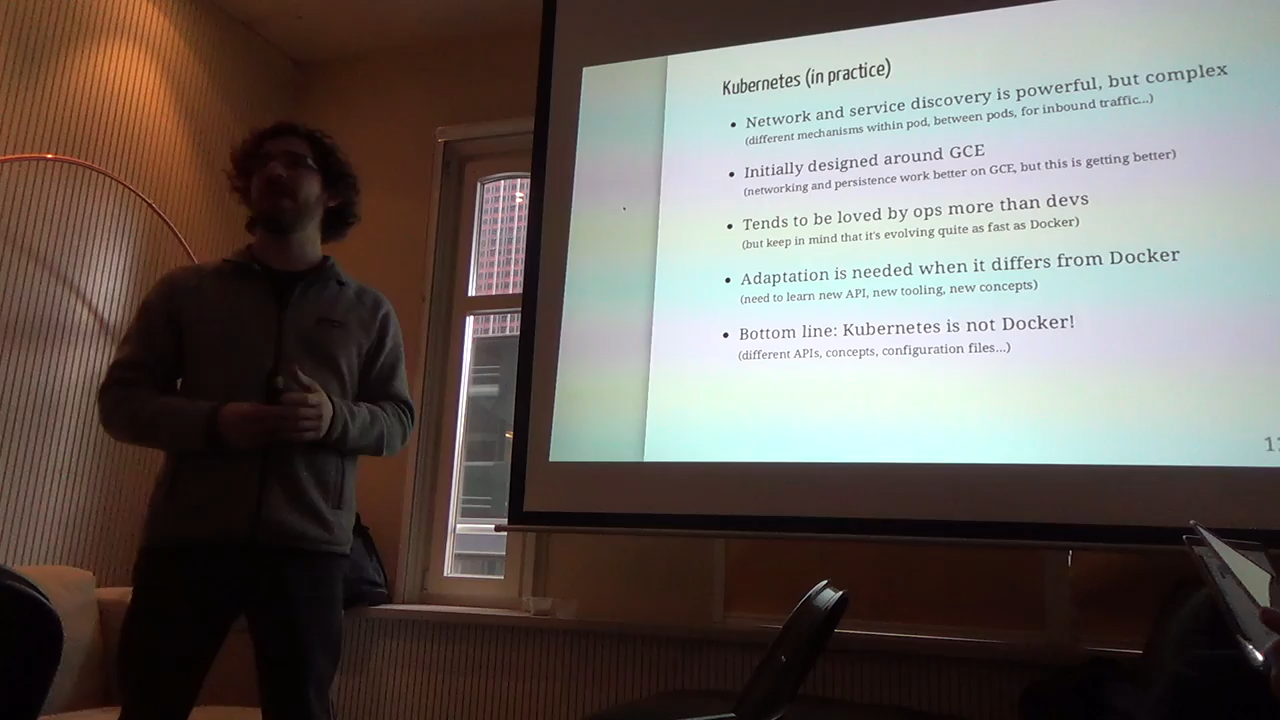 Kubernetes (in practice)
• Network and service discovery is powerful, but complex
(different mechanisms within pod, between pods, for inbound traffic...)
• Initially designed around GCE
(networking and persistence work better on GCE, but this is getting better)
• Tends to be loved by ops more than devs
(but keep in mind that it's evolving quite as fast as Docker)
• Adaptation is needed when it differs from Docker
(need to learn new API, new tooling, new concepts)
• Bottom line: Kubernetes is not Docker!
(different APIs, concepts, configuration files...)